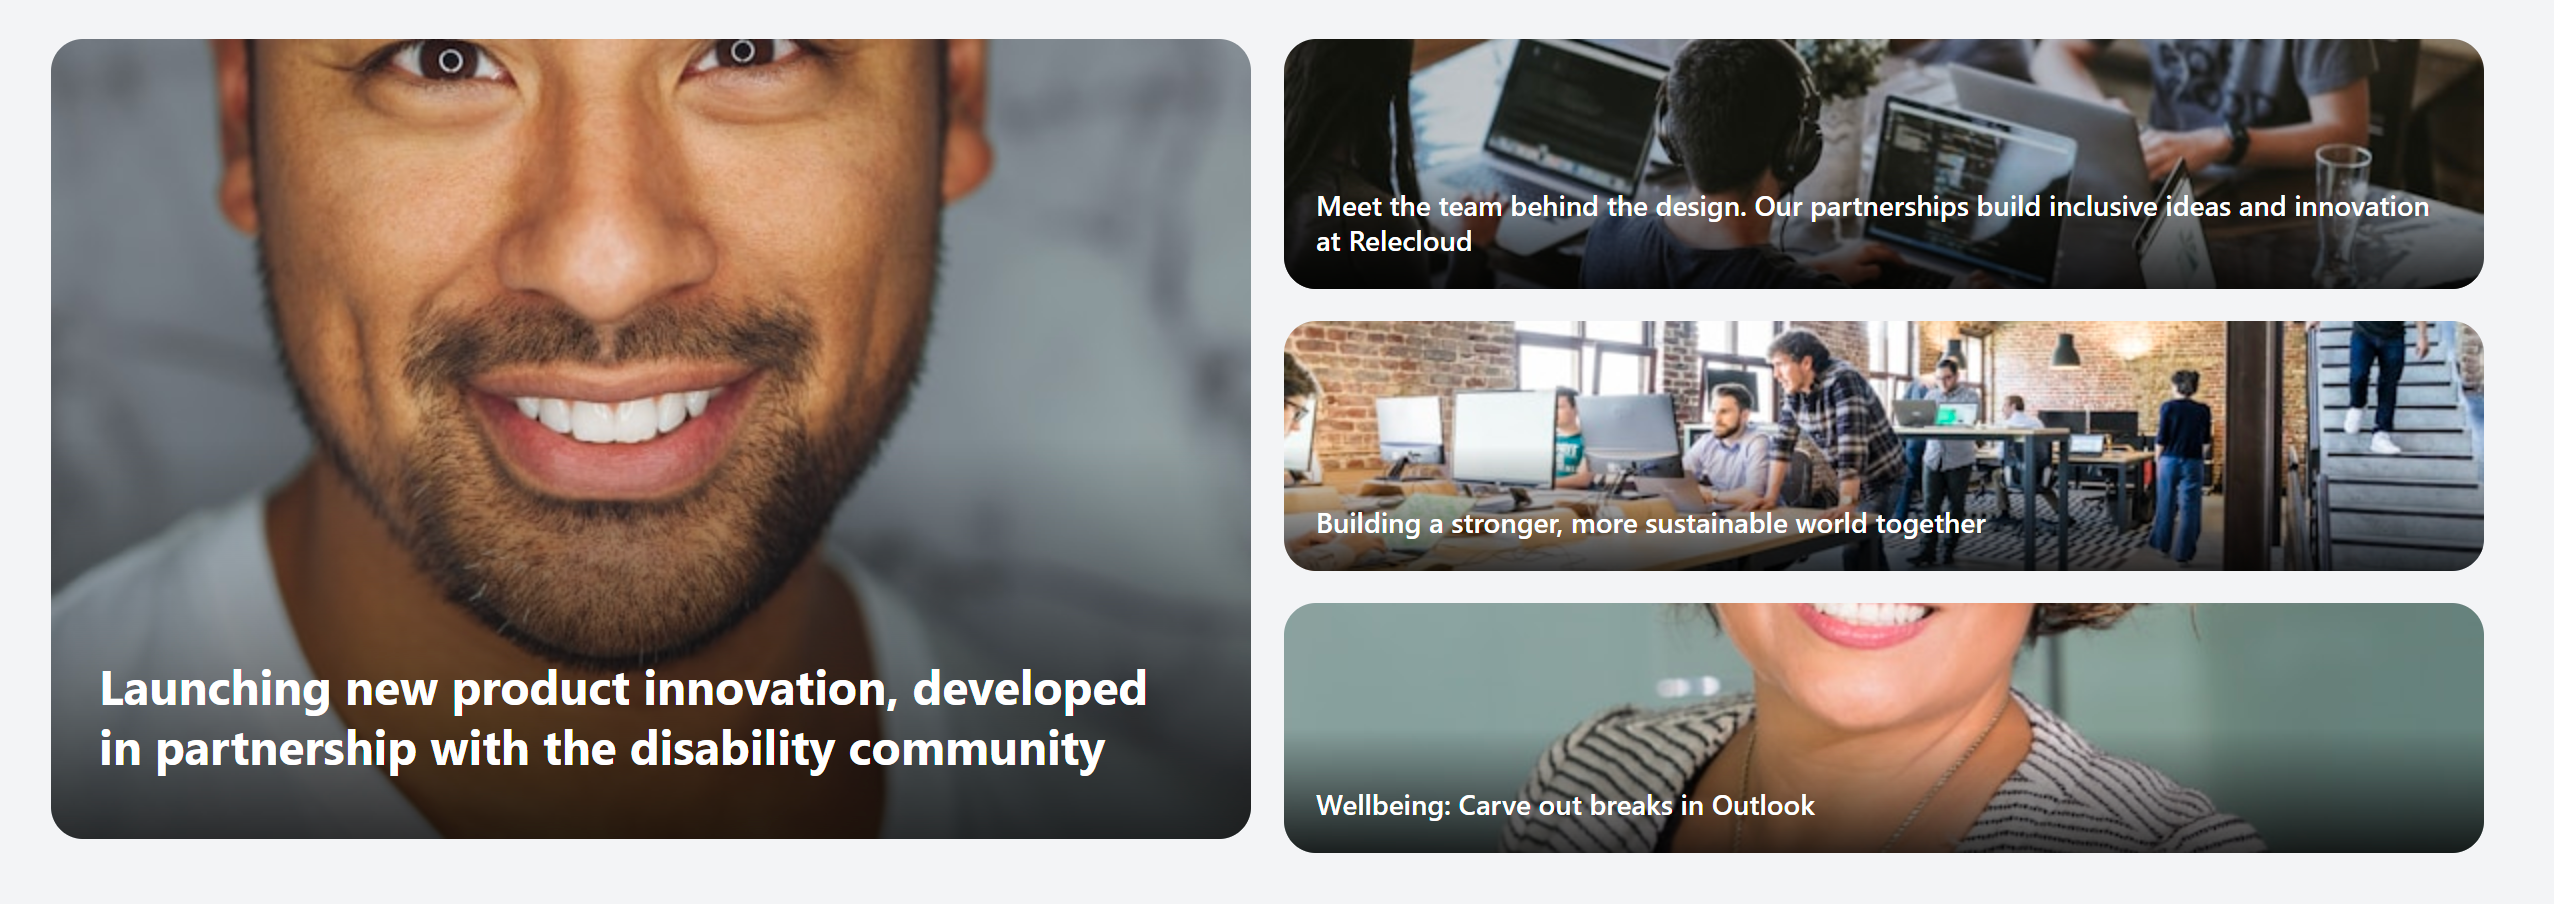 Launching new product innovation, developed
in partnership with the disability community
Meet the team behind the design. Our partnerships build inclusive ideas and innovation
at Relecloud
Building a stronger, more sustainable world together
Wellbeing: Carve out breaks in Outlook